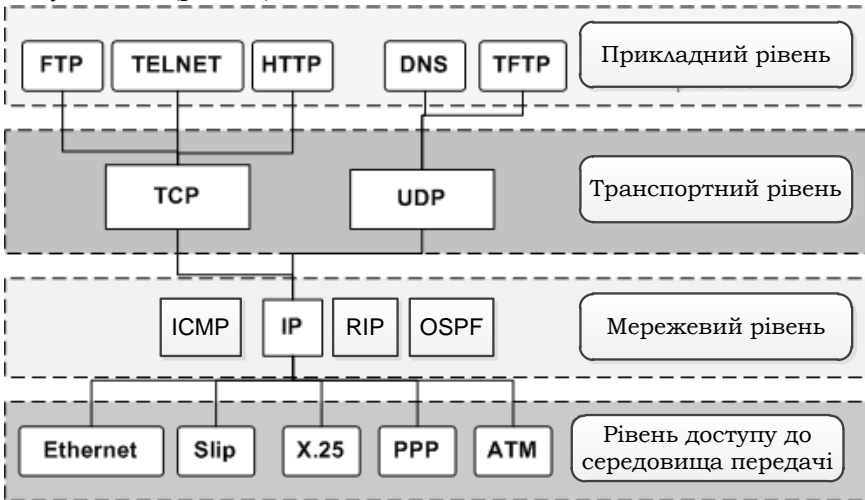 FTP TELNET HTTP DNS TFTP Прикладний рівень
TCP UDP Транспортний рівень
ICMP IP RIP OSPF Мережевий рівень
Ethernet Slip X.25 PPP ATM Рівень доступу до
середовища передачі